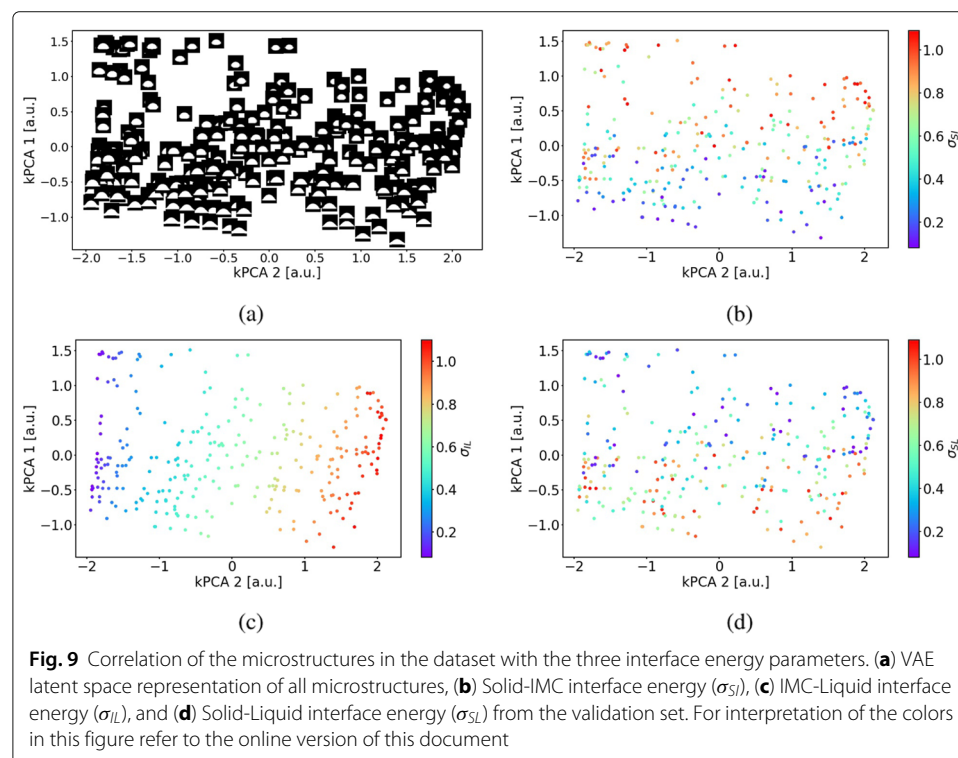 1.5
1.0
0.5
0.0
−0.5
−1.0
kPCA 1 [a.u.]
−2.0 −1.5 −1.0 −0.5 0.0 0.5 1.0 1.5 2.0
kPCA 2 [a.u.]
(a)
1.5
1.0
0.5
0.0
−0.5
−1.0
kPCA 1 [a.u.]
−2 −1 0 1 2
kPCA 2 [a.u.]
1.0
0.8
0.6
0.4
0.2
σSI
(b)
1.5
1.0
0.5
0.0
−0.5
−1.0
kPCA 1 [a.u.]
−2 −1 0 1 2
kPCA 2 [a.u.]
1.0
0.8
0.6
0.4
0.2
σIL
(c)
1.5
1.0
0.5
0.0
−0.5
−1.0
kPCA 1 [a.u.]
−2 −1 0 1 2
kPCA 2 [a.u.]
1.0
0.8
0.6
0.4
0.2
σSL
(d)
Fig. 9 Correlation of the microstructures in the dataset with the three interface energy parameters. (a) VAE
latent space representation of all microstructures, (b) Solid-IMC interface energy (σSI), (c) IMC-Liquid interface
energy (σIL), and (d) Solid-Liquid interface energy (σSL) from the validation set. For interpretation of the colors
in this figure refer to the online version of this document